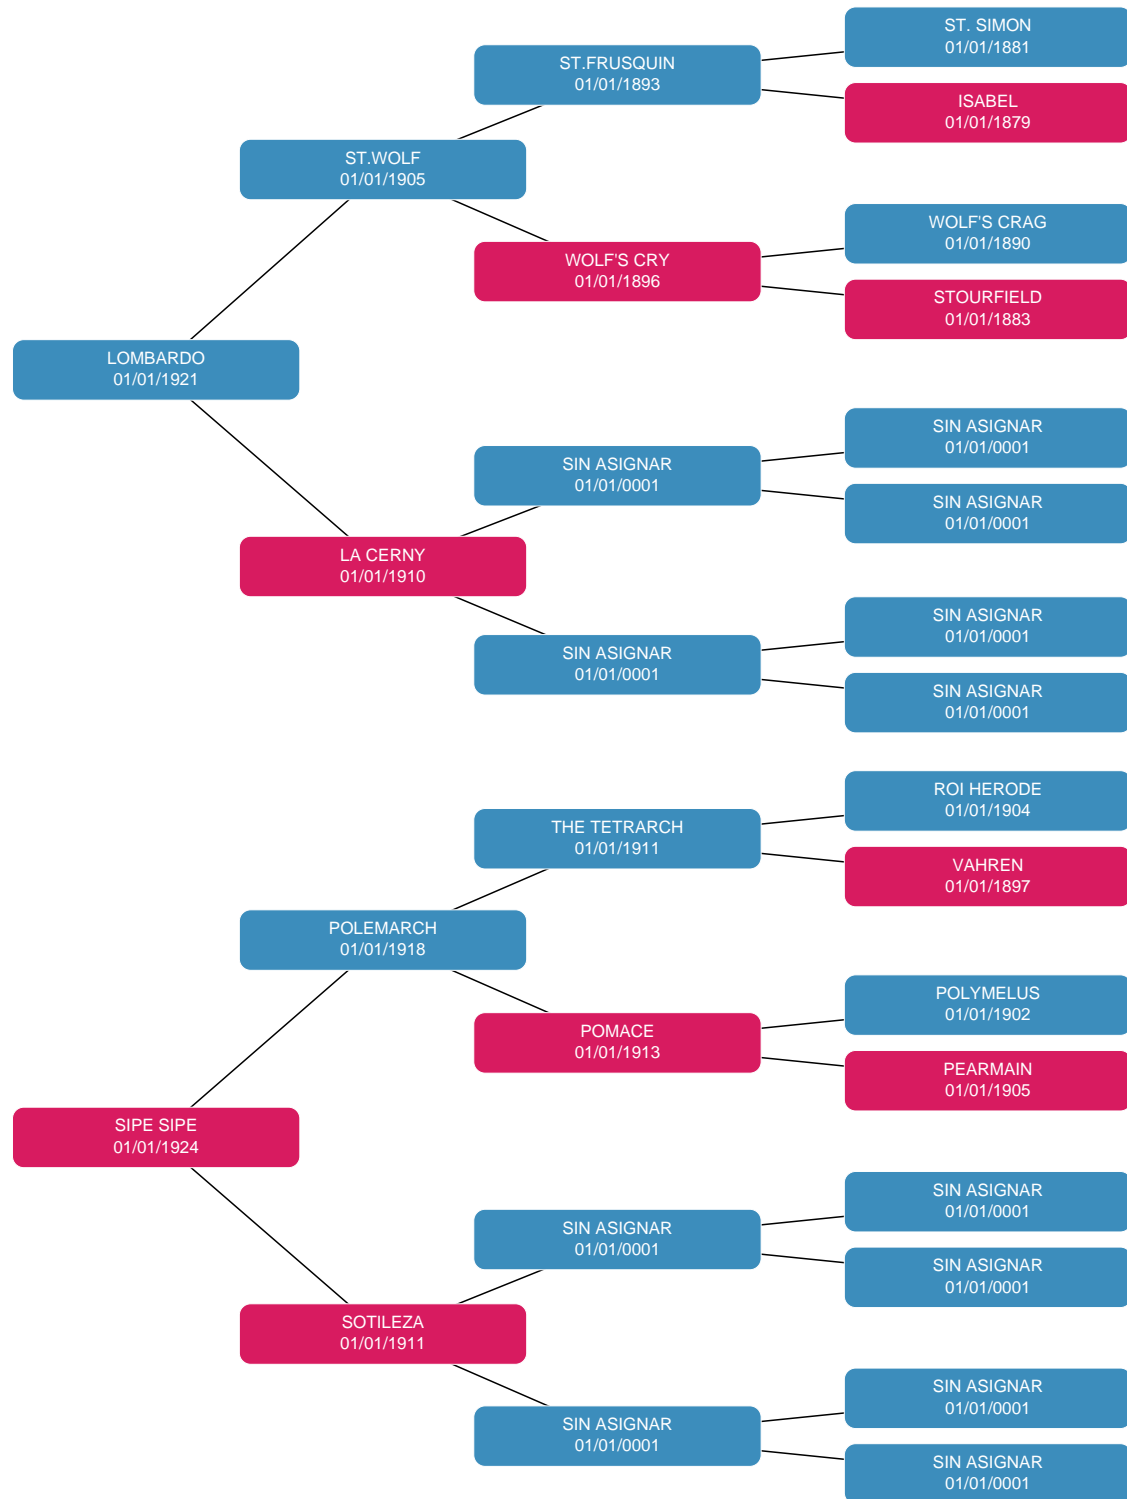 ST. SIMON
01/01/1881
ST.FRUSQUIN
01/01/1893
ISABEL
01/01/1879
ST.WOLF
01/01/1905
WOLF'S CRAG
01/01/1890
WOLF'S CRY
01/01/1896
STOURFIELD
01/01/1883
LOMBARDO
01/01/1921
SIN ASIGNAR
01/01/0001
SIN ASIGNAR
01/01/0001
SIN ASIGNAR
01/01/0001
LA CERNY
01/01/1910
SIN ASIGNAR
01/01/0001
SIN ASIGNAR
01/01/0001
SIN ASIGNAR
01/01/0001
ROI HERODE
01/01/1904
THE TETRARCH
01/01/1911
VAHREN
01/01/1897
POLEMARCH
01/01/1918
POLYMELUS
01/01/1902
POMACE
01/01/1913
PEARMAIN
01/01/1905
SIPE SIPE
01/01/1924
SIN ASIGNAR
01/01/0001
SIN ASIGNAR
01/01/0001
SIN ASIGNAR
01/01/0001
SOTILEZA
01/01/1911
SIN ASIGNAR
01/01/0001
SIN ASIGNAR
01/01/0001
SIN ASIGNAR
01/01/0001